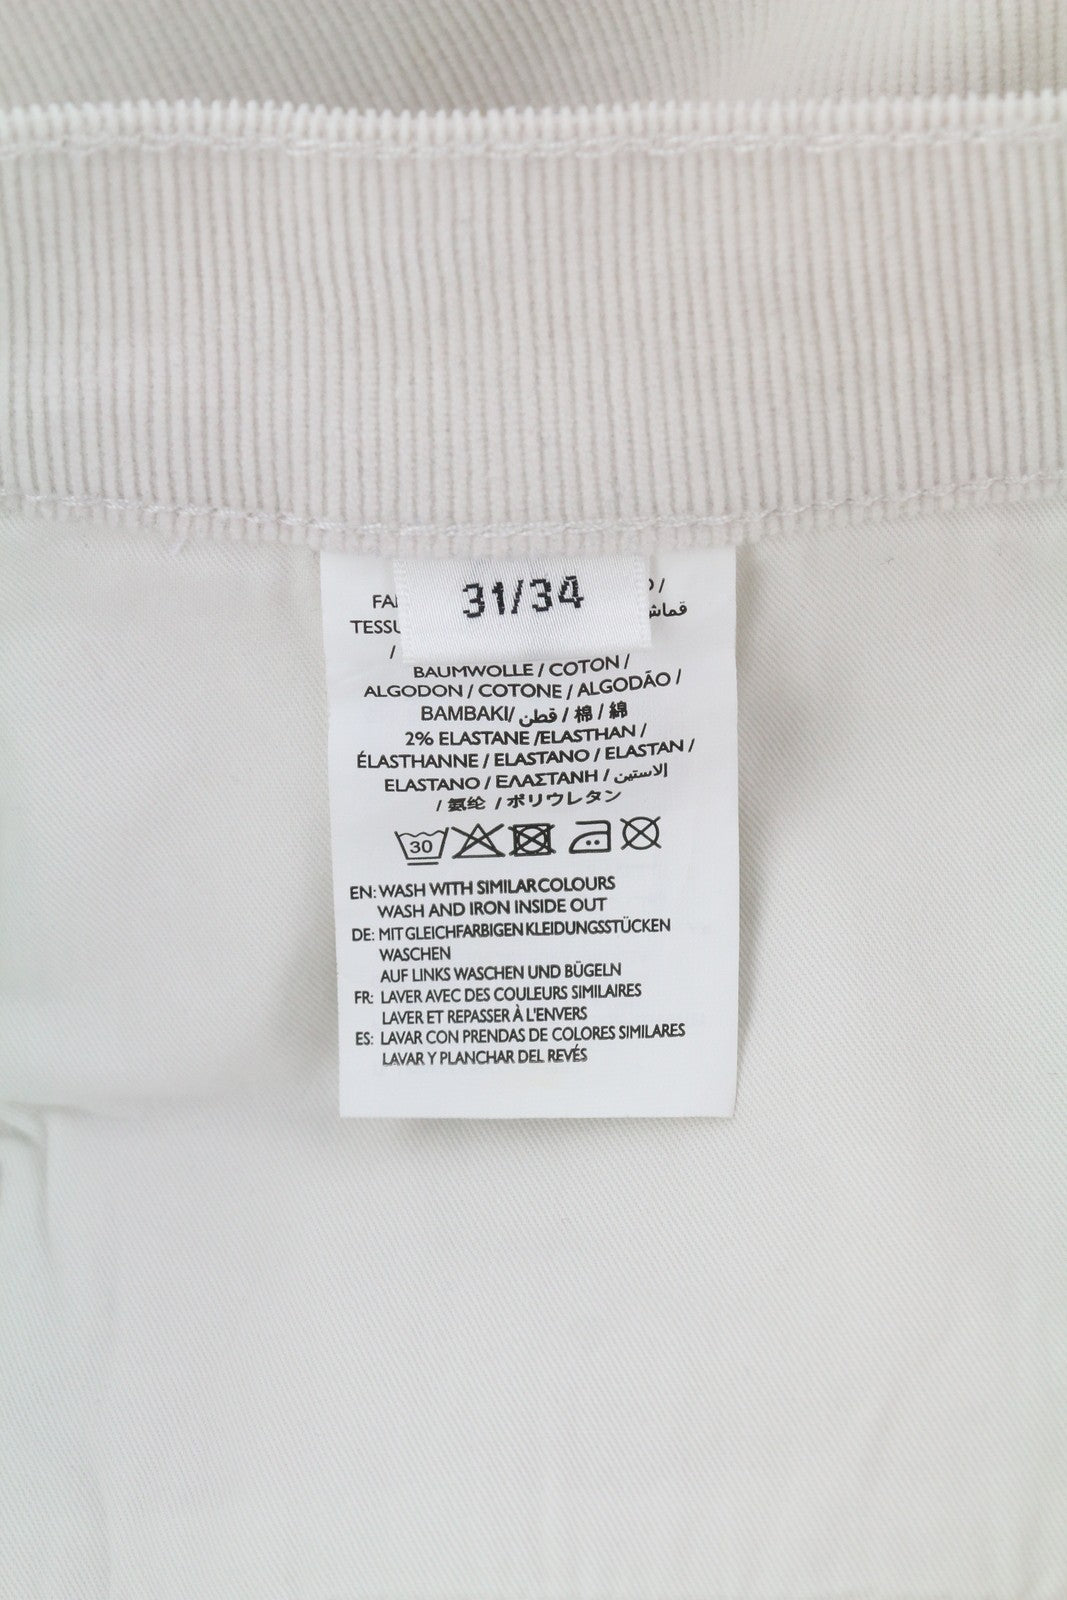 31/34
/
قماش
/
BAUMWOLLE / COTON /
ALGODON / COTONE / ALGODÃO /
BAMBAKI/ قطن / 棉 / 綿
2% ELASTANE /ELASTHAN /
ÉLASTHANNE / ELASTANO / ELASTAN /
ELASTANO / ΕΛΑΣΤΑΝΗ / الاستين
/ 氨纶 / ポリウレタン
30
EN: WASH WITH SIMILAR COLOURS
WASH AND IRON INSIDE OUT
DE: MIT GLEICHFARBIGEN KLEIDUNGSSTÜCKEN
WASCHEN
AUF LINKS WASCHEN UND BÜGELN
FR: LAVER AVEC DES COULEURS SIMILAIRES
LAVER ET REPASSER À L'ENVERS
ES: LAVAR CON PRENDAS DE COLORES SIMILARES
LAVAR Y PLANCHAR DEL REVÉS